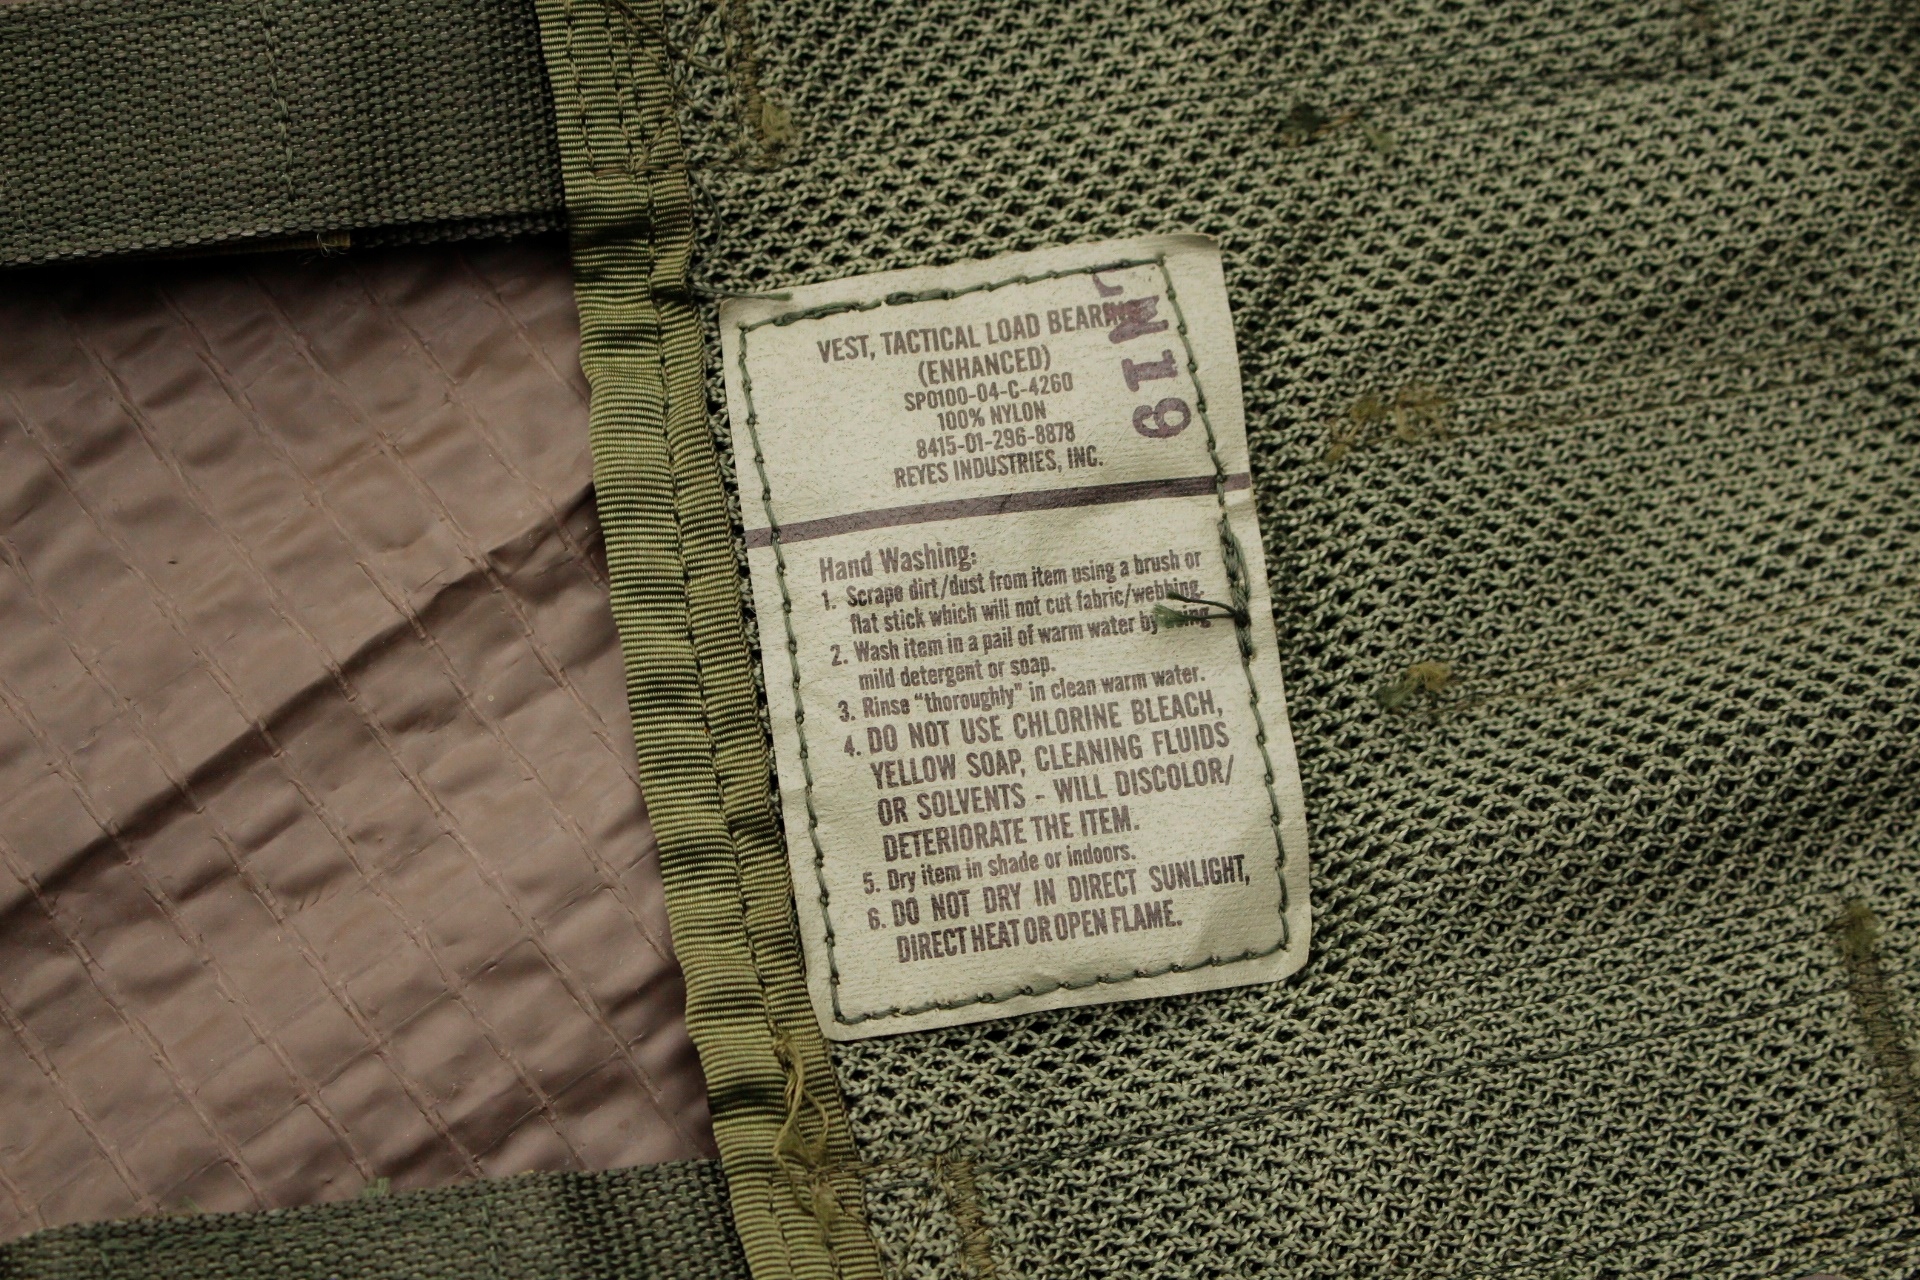 VEST, TACTICAL LOAD BEARING
(ENHANCED)
SP0100-04-C-4260
100% NYLON
8415-01-296-8878
REYES INDUSTRIES, INC.
Hand Washing:
1. Scrape dirt/dust from item using a brush or
flat stick which will not cut fabric/webbing.
2. Wash item in a pail of warm water by using
mild detergent or soap.
3. Rinse "thoroughly" in clean warm water.
4. DO NOT USE CHLORINE BLEACH,
YELLOW SOAP, CLEANING FLUIDS
OR SOLVENTS - WILL DISCOLOR/
DETERIORATE THE ITEM.
5. Dry item in shade or indoors.
6. DO NOT DRY IN DIRECT SUNLIGHT,
DIRECT HEAT OR OPEN FLAME.